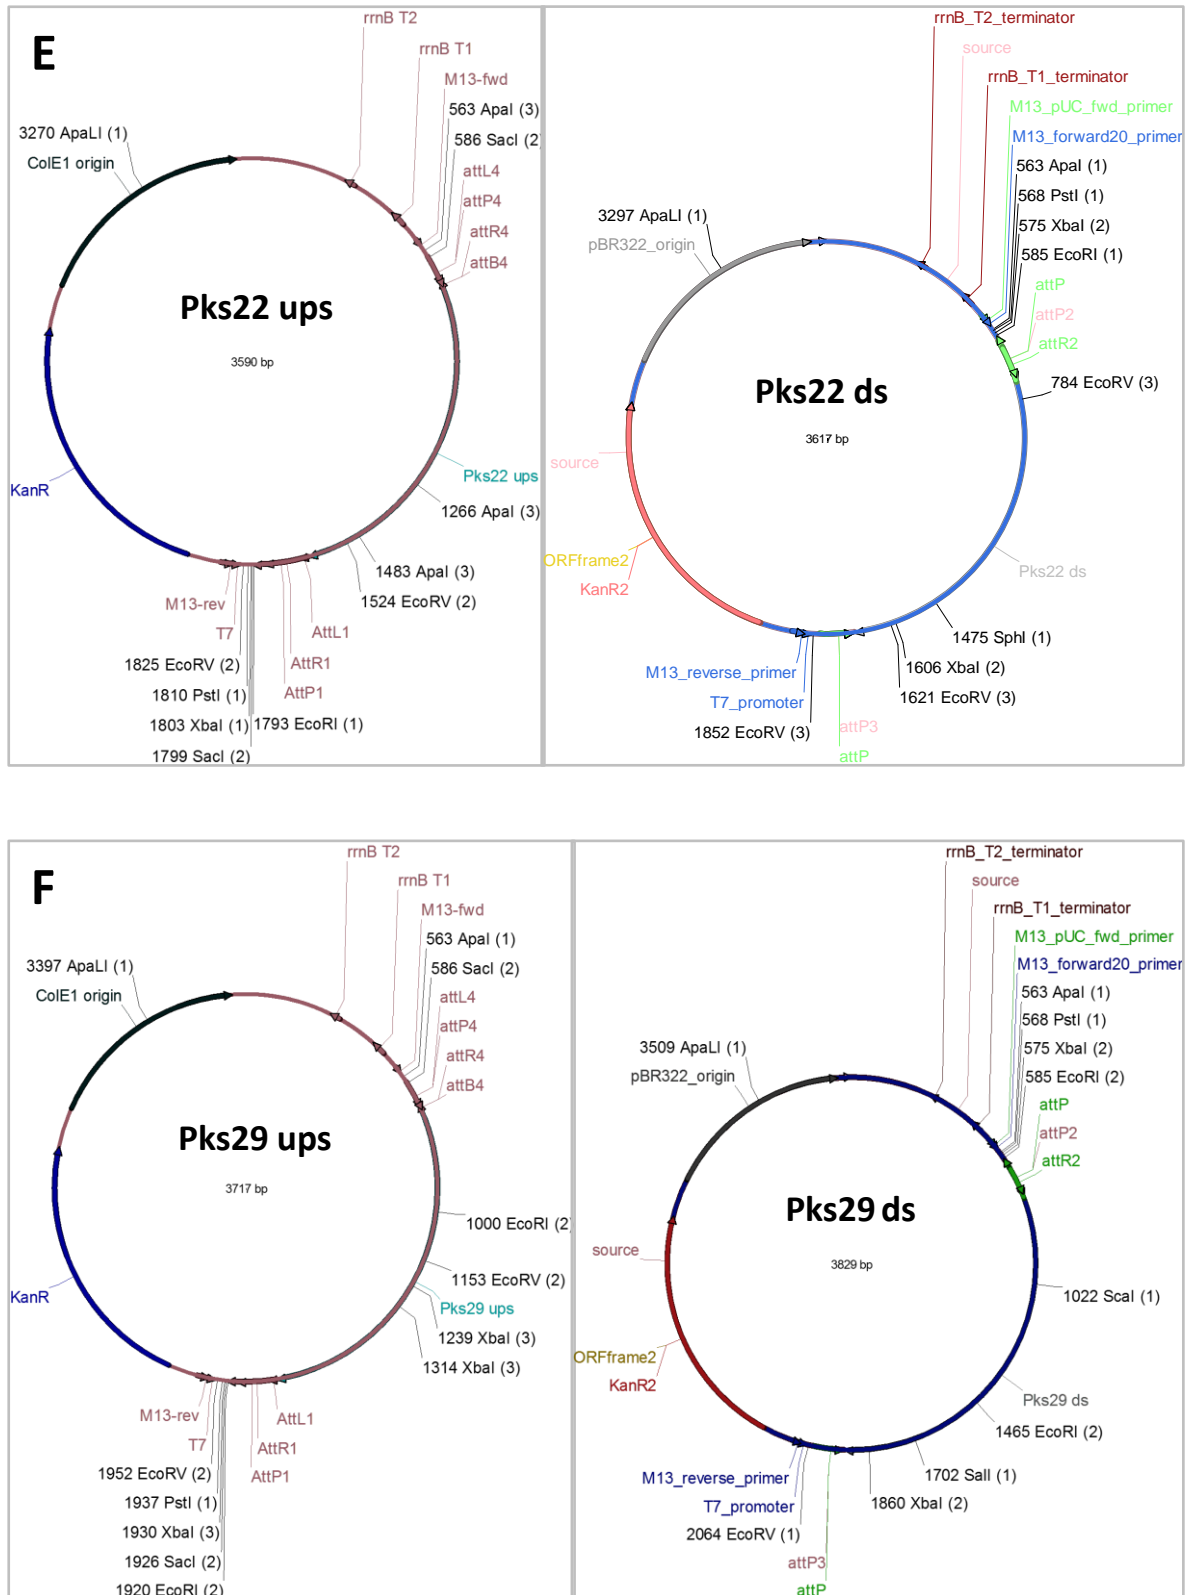 E
rrnB T2
rrnB T1
M13-fwd
563 ApaI (3)
586 SacI (2)
attL4
attP4
attR4
attB4
3270 ApaLI (1)
ColE1 origin
Pks22 ups
3590 bp
KanR
Pks22 ups
1266 ApaI (3)
1483 ApaI (3)
1524 EcoRV (2)
M13-rev
T7
AttL1
AttR1
AttP1
1825 EcoRV (2)
1810 PstI (1)
1803 XbaI (1)
1793 EcoRI (1)
1799 SacI (2)
rrnB_T2_terminator
source
rrnB_T1_terminator
M13_pUC_fwd_primer
M13_forward20_primer
563 ApaI (1)
568 PstI (1)
575 XbaI (2)
585 EcoRI (1)
attP
attP2
attR2
784 EcoRV (3)
3297 ApaLI (1)
pBR322_origin
Pks22 ds
3617 bp
source
ORFframe2
KanR2
Pks22 ds
1475 SphI (1)
1606 XbaI (2)
1621 EcoRV (3)
M13_reverse_primer
T7_promoter
1852 EcoRV (3)
attP3
attP
F
rrnB T2
rrnB T1
M13-fwd
563 ApaI (1)
586 SacI (2)
attL4
attP4
attR4
attB4
3397 ApaLI (1)
ColE1 origin
Pks29 ups
3717 bp
1000 EcoRI (2)
1153 EcoRV (2)
Pks29 ups
1239 XbaI (3)
1314 XbaI (3)
KanR
M13-rev
T7
AttL1
AttR1
AttP1
1952 EcoRV (2)
1937 PstI (1)
1930 XbaI (3)
1926 SacI (2)
1920 EcoRI (2)
rrnB_T2_terminator
source
rrnB_T1_terminator
M13_pUC_fwd_primer
M13_forward20_primer
563 ApaI (1)
568 PstI (1)
575 XbaI (2)
585 EcoRI (2)
attP
attP2
attR2
3509 ApaLI (1)
pBR322_origin
Pks29 ds
3829 bp
source
1022 ScaI (1)
ORFframe2
KanR2
Pks29 ds
1465 EcoRI (2)
1702 SalI (1)
1860 XbaI (2)
M13_reverse_primer
T7_promoter
2064 EcoRV (1)
attP3
attP